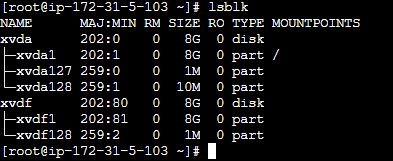 [root@ip-172-31-5-103 ~]# lsblk
NAME      MAJ:MIN RM SIZE RO TYPE MOUNTPOINTS
xvda      202:0    0   8G  0 disk
├─xvda1   202:1    0   8G  0 part /
├─xvda127 259:0    0   1M  0 part
└─xvda128 259:1    0  10M  0 part
xvdf      202:80   0   8G  0 disk
├─xvdf1   202:81   0   8G  0 part
└─xvdf128 259:2    0   1M  0 part
[root@ip-172-31-5-103 ~]#